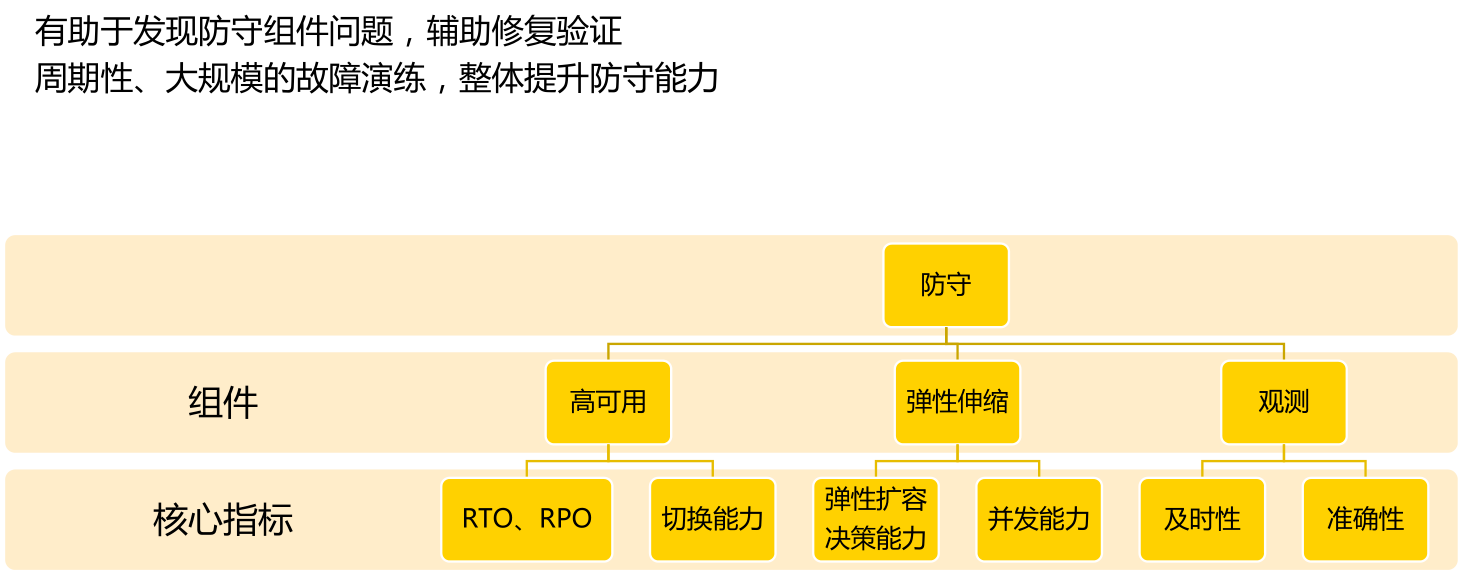 有助于发现防守组件问题，辅助修复验证
周期性、大规模的故障演练，整体提升防守能力
防守
组件
高可用
弹性伸缩
观测
核心指标
RTO、RPO
切换能力
弹性扩容
决策能力
并发能力
及时性
准确性